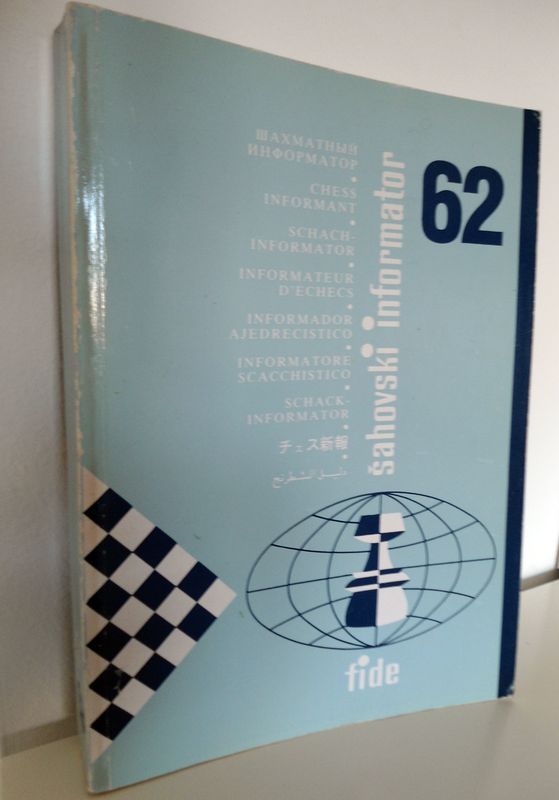 ШАХМАТНЫЙ
ИНФОРМАТОР
CHESS
INFORMANT
SCHACH-
INFORMATOR
INFORMATEUR
D'ECHECS
INFORMADOR
AJEDRECISTICO
INFORMATORE
SCACCHISTICO
SCHACK-
INFORMATOR
チェス新報
دليل الشطرنج
šahovski informator
62
fide